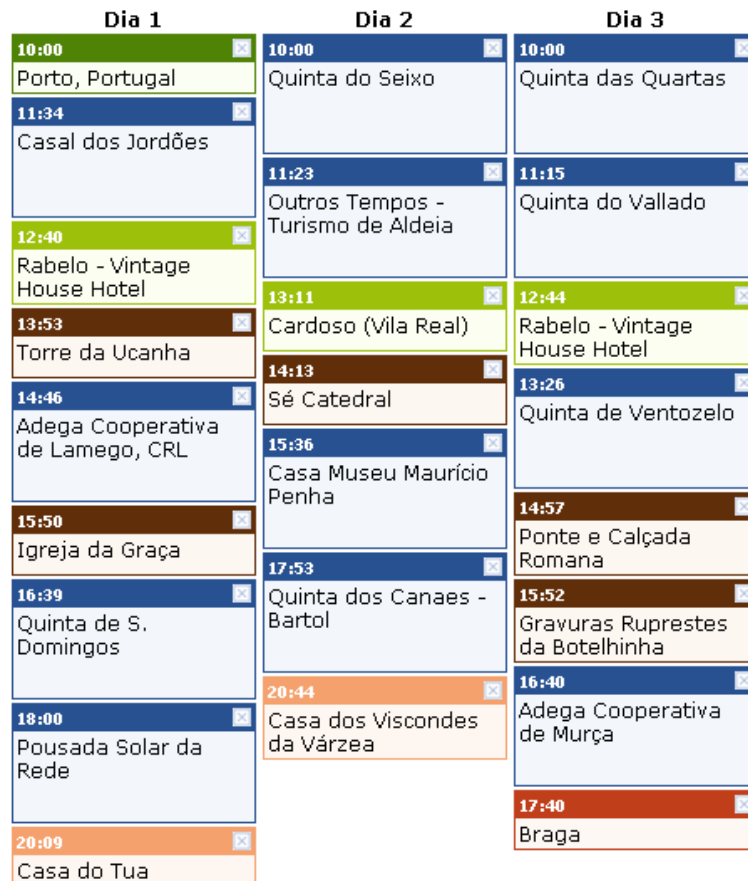 Dia 1
10:00
Porto, Portugal
11:34
Casal dos Jordões
12:40
Rabelo - Vintage
House Hotel
13:53
Torre da Ucanha
14:46
Adega Cooperativa
de Lamego, CRL
15:50
Igreja da Graça
16:39
Quinta de S.
Domingos
18:00
Pousada Solar da
Rede
20:09
Casa do Tua
Dia 2
10:00
Quinta do Seixo
11:23
Outros Tempos -
Turismo de Aldeia
13:11
Cardoso (Vila Real)
14:13
Sé Catedral
15:36
Casa Museu Maurício
Penha
17:53
Quinta dos Canaes -
Bartol
20:44
Casa dos Viscondes
da Várzea
Dia 3
10:00
Quinta das Quartas
11:15
Quinta do Vallado
12:44
Rabelo - Vintage
House Hotel
13:26
Quinta de Ventozelo
14:57
Ponte e Calçada
Romana
15:52
Gravuras Ruprestes
da Botelhinha
16:40
Adega Cooperativa
de Murça
17:40
Braga